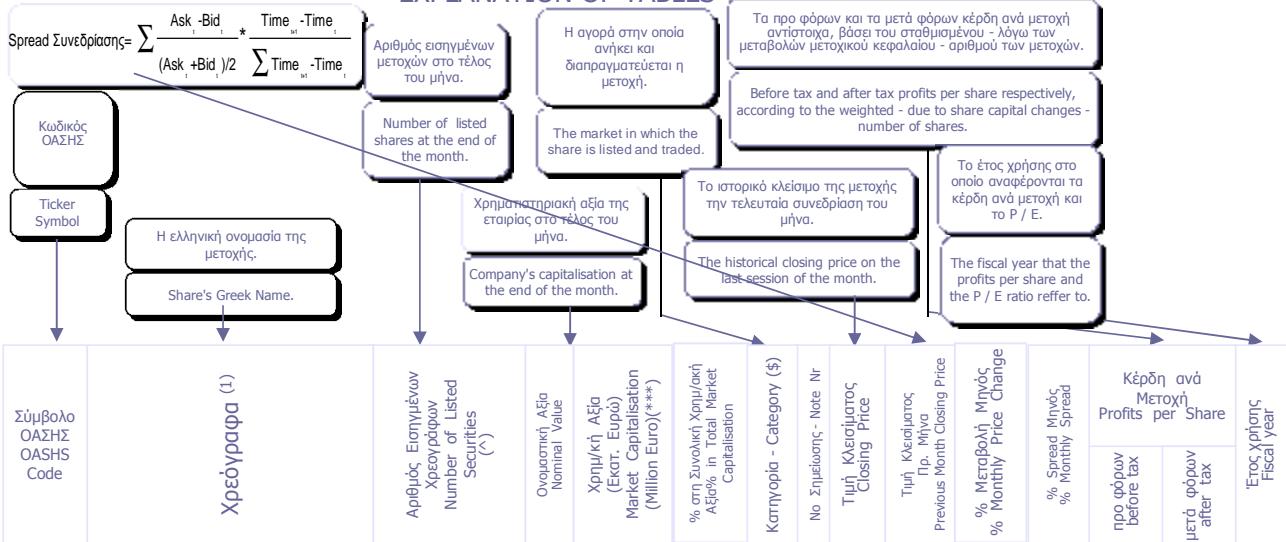 EXPLANATION OF TABLES
Spread Συνεδρίασης= ∑ Ask t -Bid t / (Ask t +Bid t )/2 * Time t+1 -Time t / ∑ Time t+1 -Time t
Αριθμός εισηγμένων
μετοχών στο τέλος
του μήνα.
Number of listed
shares at the end of
the month.
Η αγορά στην οποία
ανήκει και
διαπραγματεύεται η
μετοχή.
The market in which the
share is listed and traded.
Τα προ φόρων και τα μετά φόρων κέρδη ανά μετοχή
αντίστοιχα, βάσει του σταθμισμένου - λόγω των
μεταβολών μετοχικού κεφαλαίου - αριθμού των μετοχών.
Before tax and after tax profits per share respectively,
according to the weighted - due to share capital changes -
number of shares.
Κωδικός
ΟΑΣΗΣ
Ticker
Symbol
Η ελληνική ονομασία της
μετοχής.
Share's Greek Name.
Χρηματιστηριακή αξία της
εταιρίας στο τέλος του
μήνα.
Company's capitalisation at
the end of the month.
Το ιστορικό κλείσιμο της μετοχής
την τελευταία συνεδρίαση του
μήνα.
The historical closing price on the
last session of the month.
Το έτος χρήσης στο
οποίο αναφέρονται τα
κέρδη ανά μετοχή και
το P / E.
The fiscal year that the
profits per share and
the P / E ratio reffer to.
Σύμβολο
ΟΑΣΗΣ
OASHS
Code
Χρεόγραφα (1)
Αριθμός Εισηγμένων
Χρεογράφων
Number of Listed
Securities
(^)
Ονομαστική Αξία
Nominal Value
Χρημ/κή Αξία
(Εκατ. Ευρώ)
Market Capitalisation
(Million Euro)(***)
% στη Συνολική Χρημ/ακή
Αξία% in Total Market
Capitalisation
Κατηγορία - Category ($)
No Σημείωσης - Note Nr
Τιμή Κλεισίματος
Closing Price
Τιμή Κλεισίματος
Πρ. Μήνα
Previous Month Closing Price
% Μεταβολή Μηνός
% Monthly Price Change
% Spread Μηνός
% Monthly Spread
Κέρδη ανά
Μετοχή
Profits per Share
προ φόρων
before tax
μετά φόρων
after tax
Έτος χρήσης
Fiscal year